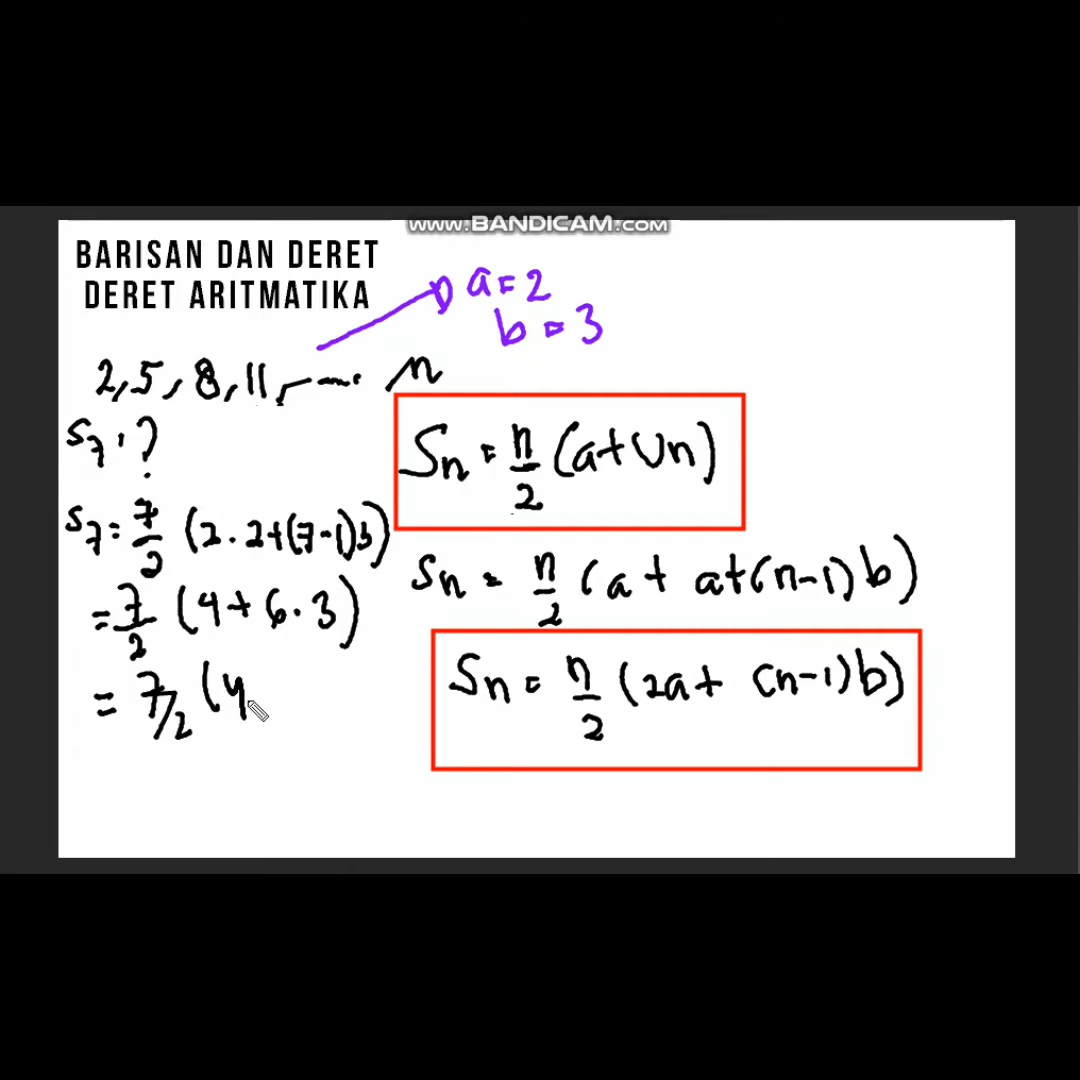 www.BANDICAM.com
BARISAN DAN DERET
DERET ARITMATIKA
a = 2
b = 3
2, 5, 8, 11, ---- n
S7 : ?
S7 = 7/2 (2 . 2 + (7-1)b)
= 7/2 (4 + 6 . 3)
= 7/2 (4
Sn = n/2 (a + Un)
Sn = n/2 (a + a + (n-1) b)
Sn = n/2 (2a + (n-1) b)